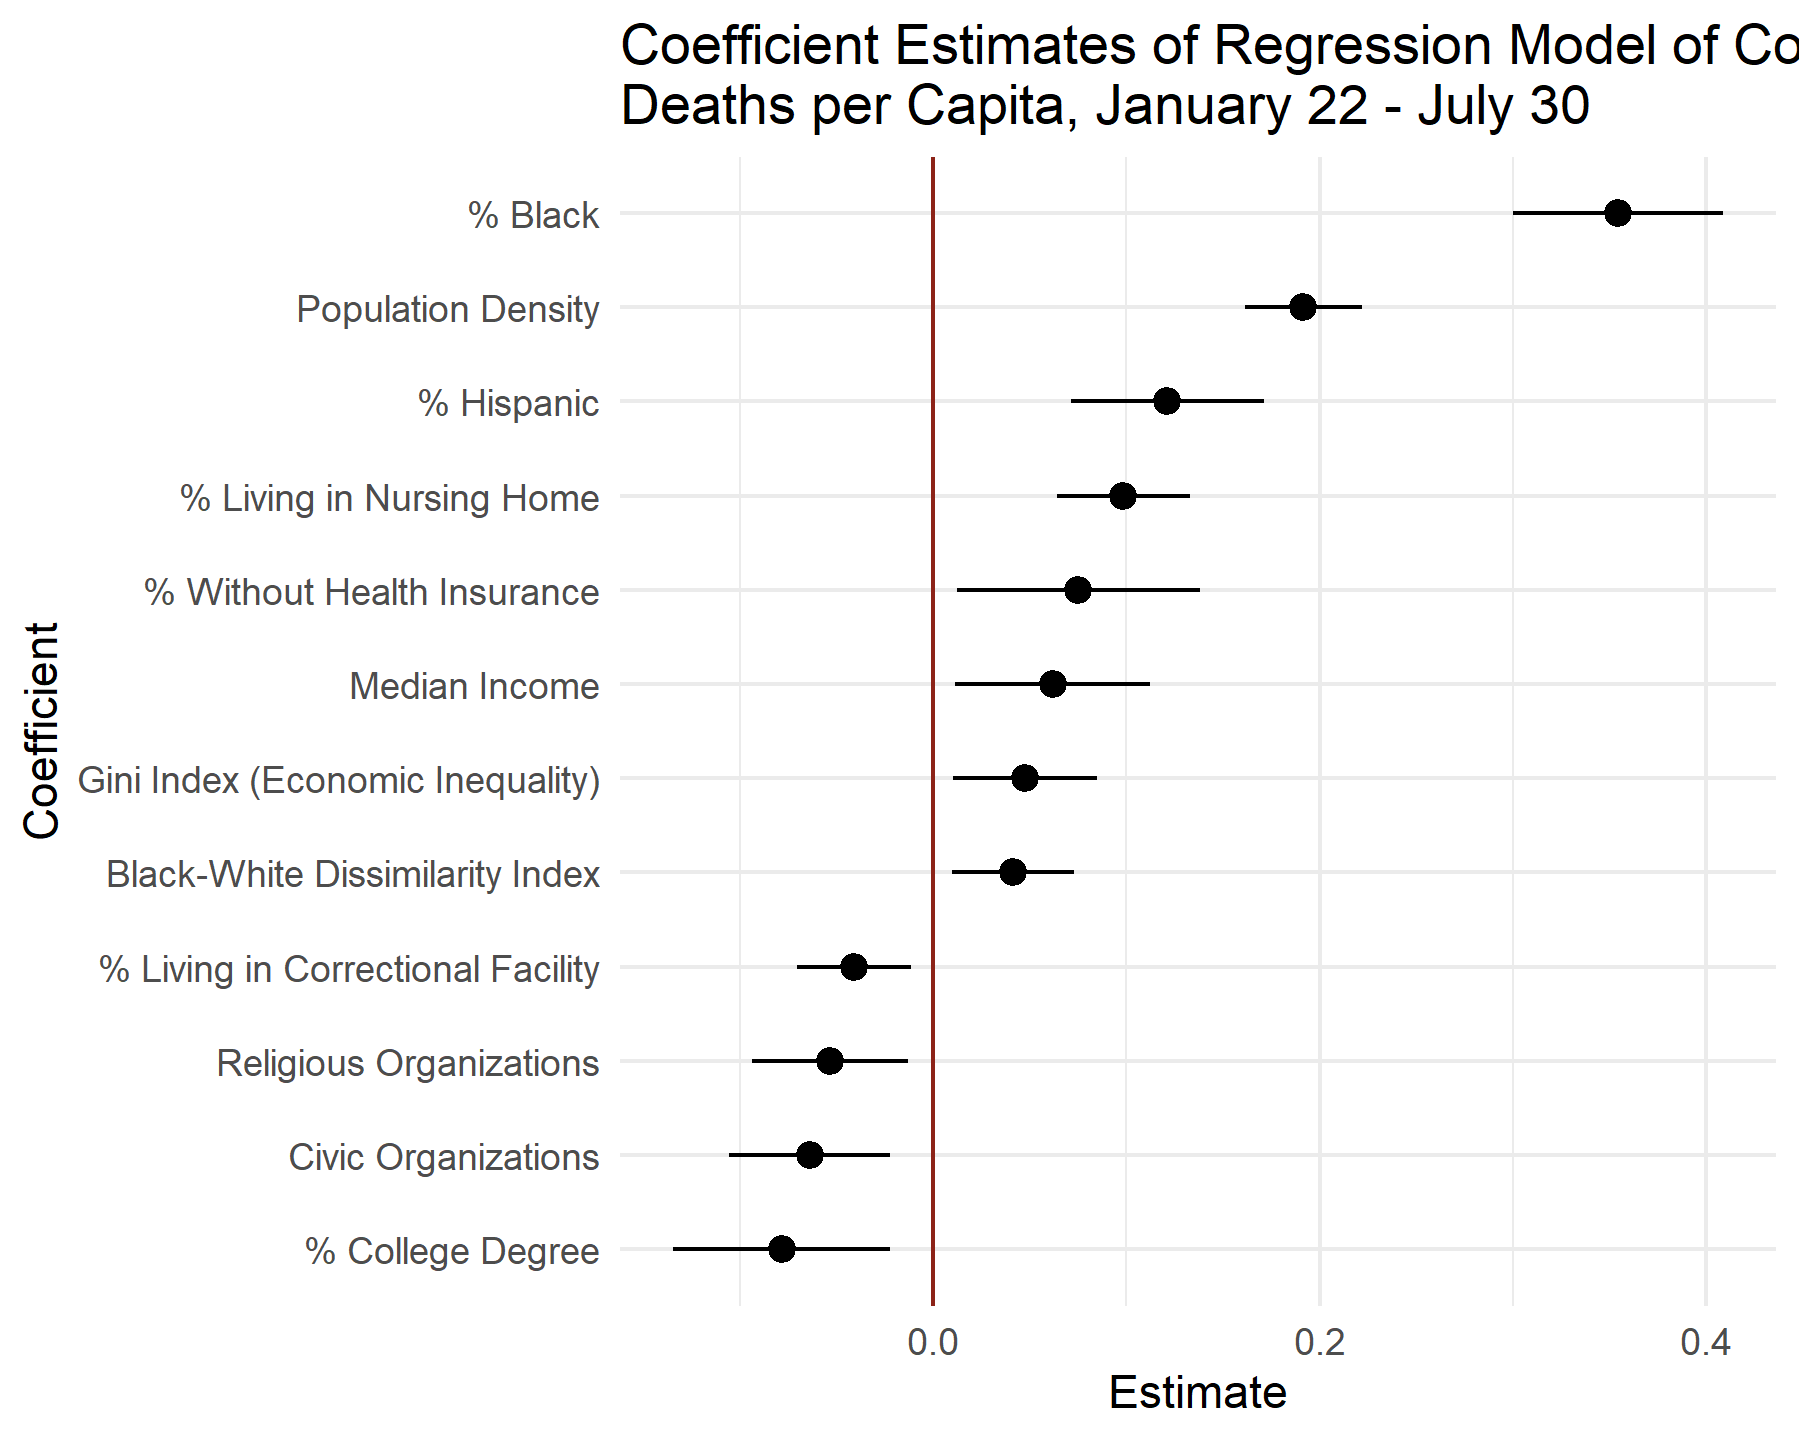 Coefficient Estimates of Regression Model of Co
Deaths per Capita, January 22 - July 30
% Black
Population Density
% Hispanic
% Living in Nursing Home
% Without Health Insurance
Median Income
Gini Index (Economic Inequality)
Black-White Dissimilarity Index
% Living in Correctional Facility
Religious Organizations
Civic Organizations
% College Degree
Coefficient
0.0 0.2 0.4
Estimate